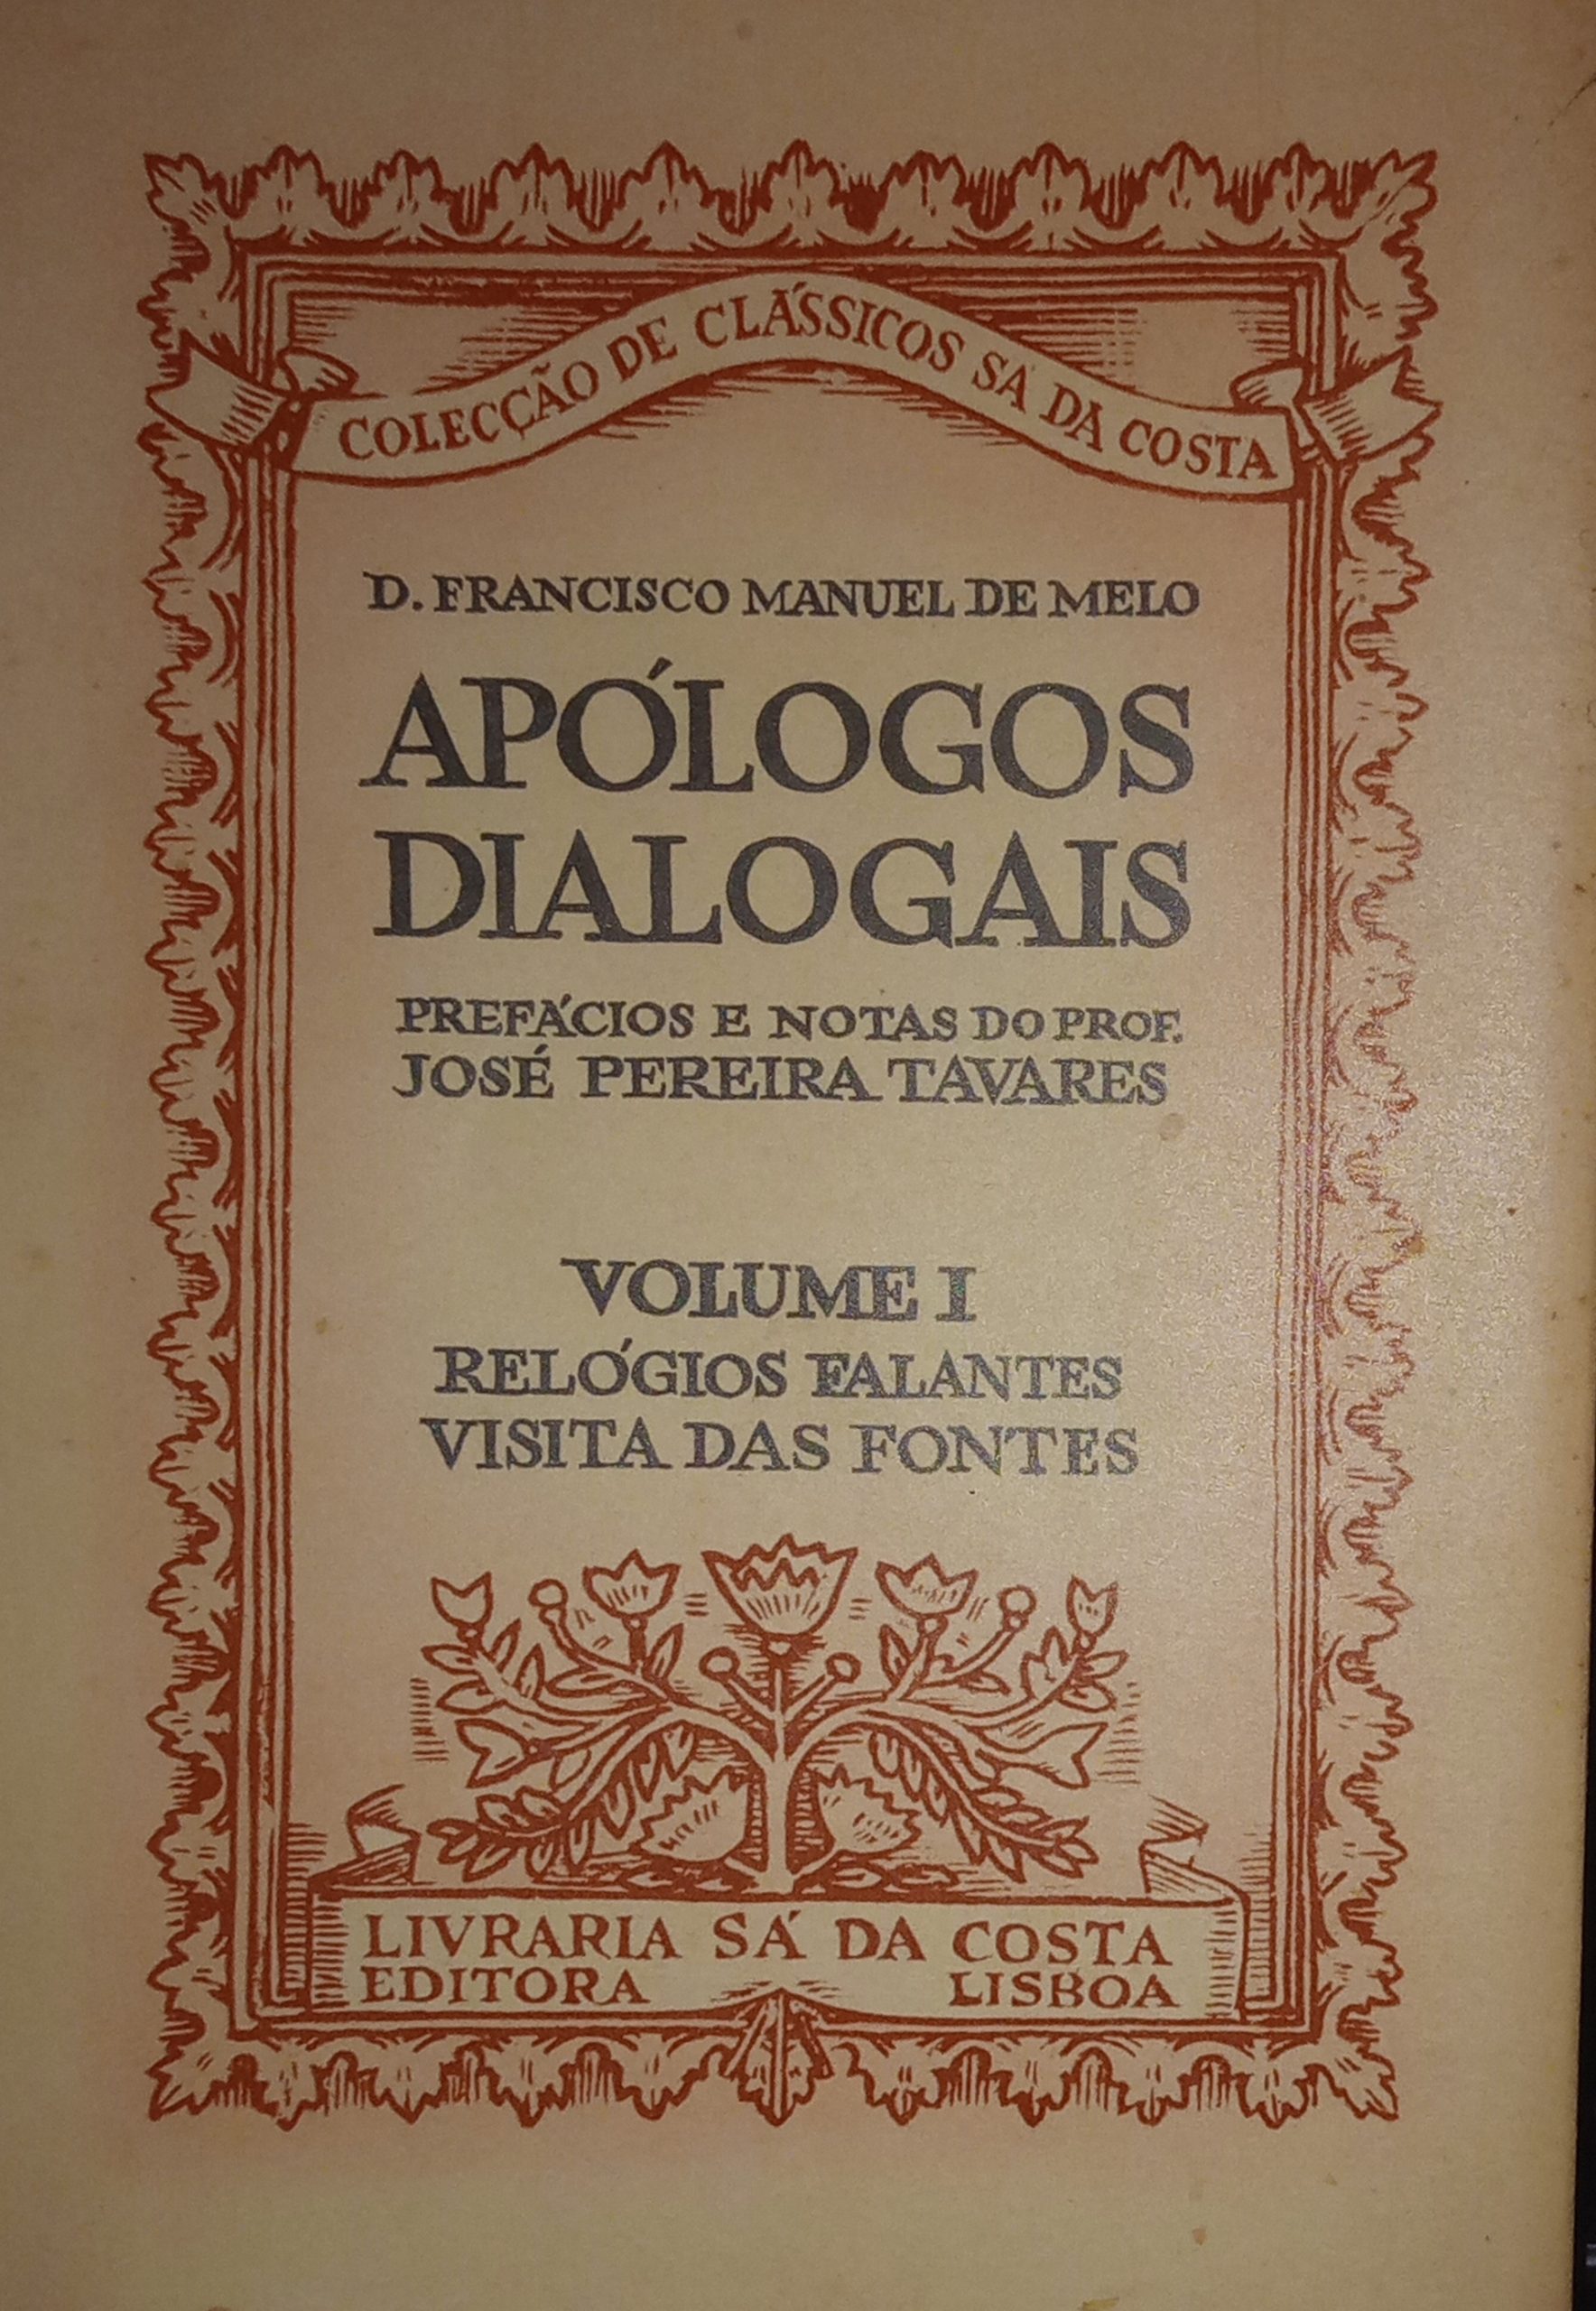 COLECÇÃO DE CLÁSSICOS SÁ DA COSTA
D. FRANCISCO MANUEL DE MELO
APÓLOGOS
DIALOGAIS
PREFÁCIOS E NOTAS DO PROF.
JOSÉ PEREIRA TAVARES
VOLUME I
RELÓGIOS FALANTES
VISITA DAS FONTES
LIVRARIA SÁ DA COSTA
EDITORA LISBOA